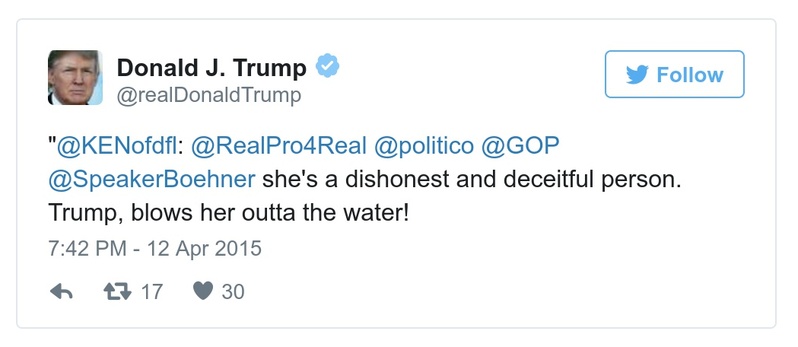 Donald J. Trump
@realDonaldTrump
Follow
"@KENofdfl: @RealPro4Real @politico @GOP
@SpeakerBoehner she's a dishonest and deceitful person.
Trump, blows her outta the water!
7:42 PM - 12 Apr 2015
17 30